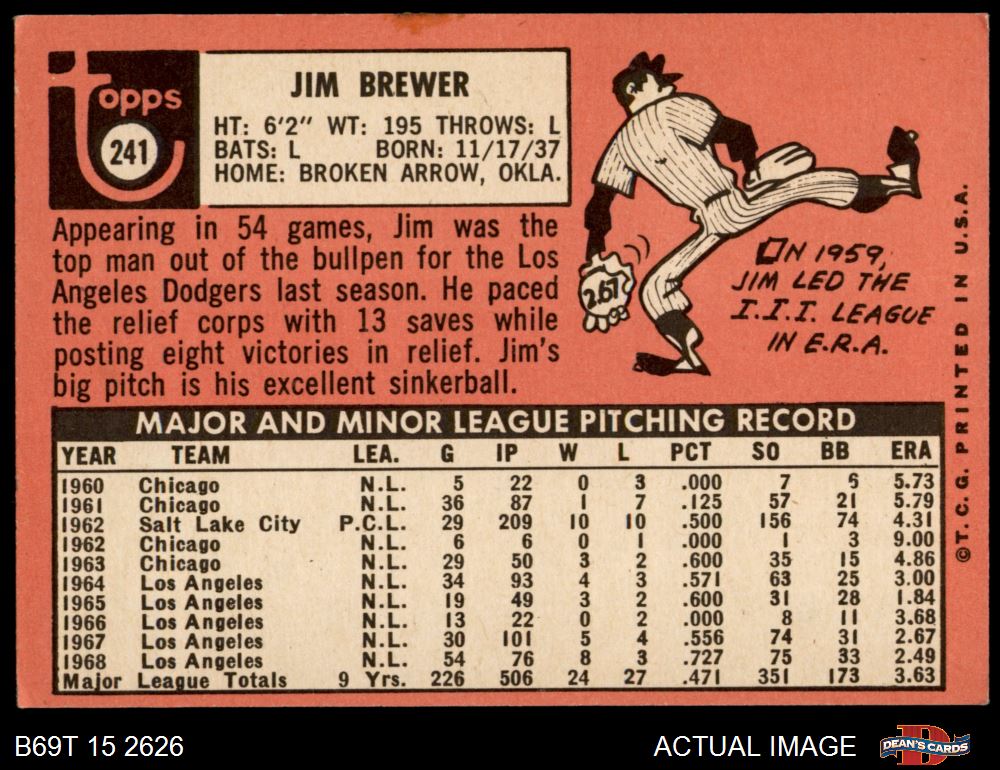 Topps
241
JIM BREWER
HT: 6'2" WT: 195 THROWS: L
BATS: L BORN: 11/17/37
HOME: BROKEN ARROW, OKLA.
Appearing in 54 games, Jim was the
top man out of the bullpen for the Los
Angeles Dodgers last season. He paced
the relief corps with 13 saves while
posting eight victories in relief. Jim's
big pitch is his excellent sinkerball.
2.67
IN 1959,
JIM LED THE
I.I.I. LEAGUE
IN E.R.A.
©T.C.G. PRINTED IN U.S.A.
MAJOR AND MINOR LEAGUE PITCHING RECORD
YEAR TEAM LEA. G IP W L PCT SO BB ERA
1960 Chicago N.L. 5 22 0 3 .000 7 6 5.73
1961 Chicago N.L. 36 87 1 7 .125 57 21 5.79
1962 Salt Lake City P.C.L. 29 209 10 10 .500 156 74 4.31
1962 Chicago N.L. 6 6 0 1 .000 1 3 9.00
1963 Chicago N.L. 29 50 3 2 .600 35 15 4.86
1964 Los Angeles N.L. 34 93 4 3 .571 63 25 3.00
1965 Los Angeles N.L. 19 49 3 2 .600 31 28 1.84
1966 Los Angeles N.L. 13 22 0 2 .000 8 11 3.68
1967 Los Angeles N.L. 30 101 5 4 .556 74 31 2.67
1968 Los Angeles N.L. 54 76 8 3 .727 75 33 2.49
Major League Totals 9 Yrs. 226 506 24 27 .471 351 173 3.63
B69T 15 2626
ACTUAL IMAGE
D
DEAN'S CARDS